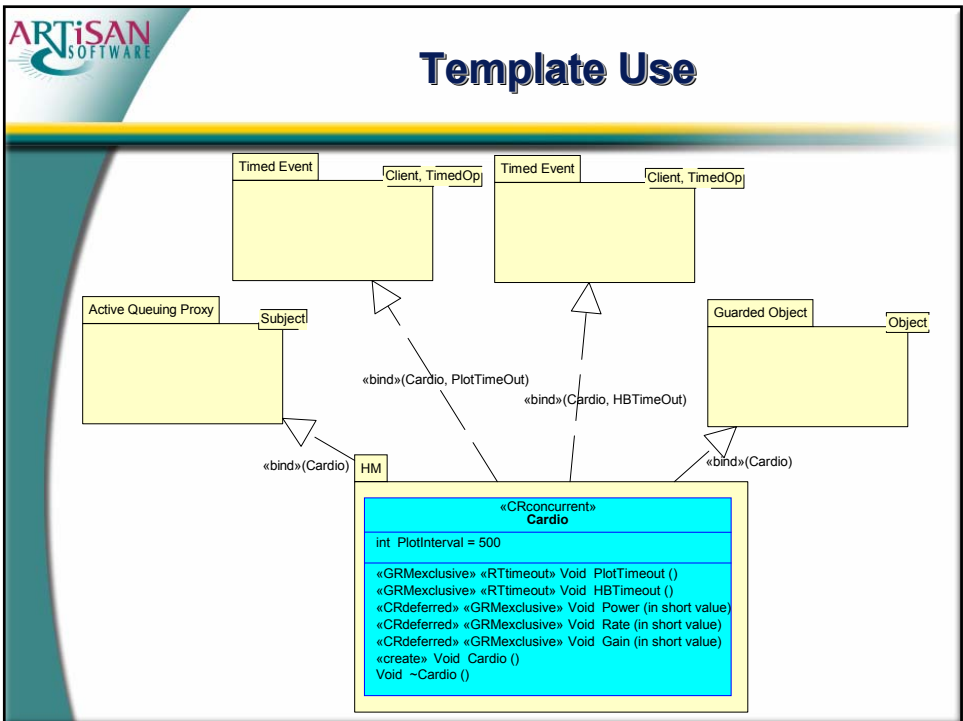 ARTiSAN
SOFTWARE
Template Use
Timed Event
Client, TimedOp
Timed Event
Client, TimedOp
Active Queuing Proxy
Subject
Guarded Object
Object
«bind»(Cardio, PlotTimeOut)
«bind»(Cardio, HBTimeOut)
«bind»(Cardio)
«bind»(Cardio)
HM
«CRconcurrent»
Cardio
int PlotInterval = 500
«GRMexclusive» «RTtimeout» Void PlotTimeout ()
«GRMexclusive» «RTtimeout» Void HBTimeout ()
«CRdeferred» «GRMexclusive» Void Power (in short value)
«CRdeferred» «GRMexclusive» Void Rate (in short value)
«CRdeferred» «GRMexclusive» Void Gain (in short value)
«create» Void Cardio ()
Void ~Cardio ()